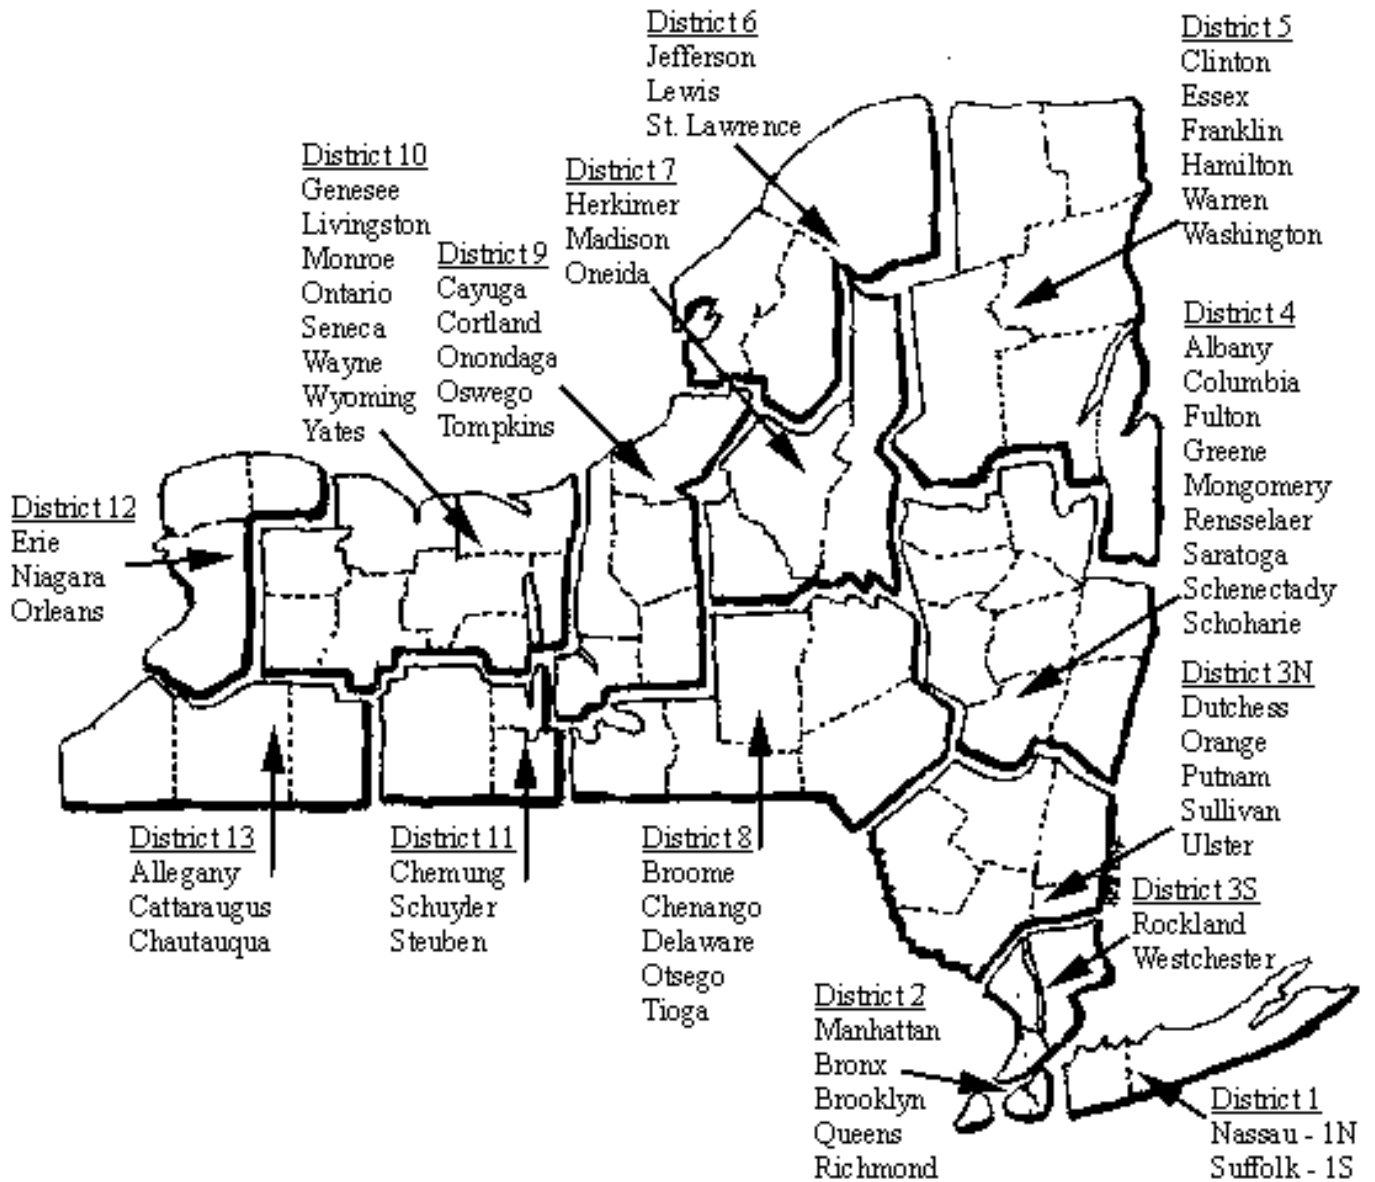 District 6
Jefferson
Lewis
St. Lawrence
District 5
Clinton
Essex
Franklin
Hamilton
Warren
Washington
District 10
Genesee
Livingston
Monroe
Ontario
Seneca
Wayne
Wyoming
Yates
District 7
Herkimer
Madison
Oneida
District 9
Cayuga
Cortland
Onondaga
Oswego
Tompkins
District 4
Albany
Columbia
Fulton
Greene
Mongomery
Rensselaer
Saratoga
Schenectady
Schoharie
District 12
Erie
Niagara
Orleans
District 3N
Dutchess
Orange
Putnam
Sullivan
Ulster
District 13
Allegany
Cattaraugus
Chautauqua
District 11
Chemung
Schuyler
Steuben
District 8
Broome
Chenango
Delaware
Otsego
Tioga
District 3S
Rockland
Westchester
District 2
Manhattan
Bronx
Brooklyn
Queens
Richmond
District 1
Nassau - 1N
Suffolk - 1S